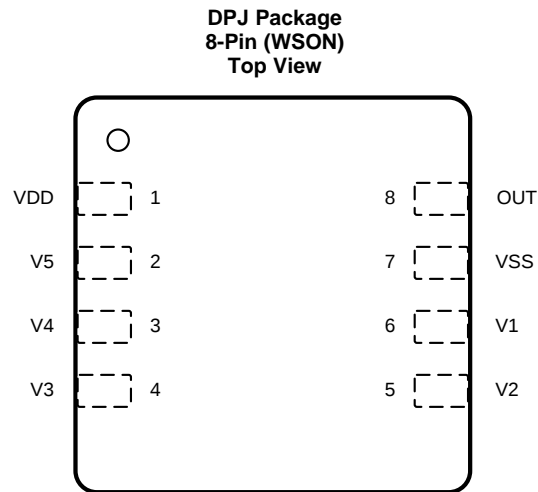 DPJ Package
8-Pin (WSON)
Top View
VDD 1 8 OUT
V5 2 7 VSS
V4 3 6 V1
V3 4 5 V2